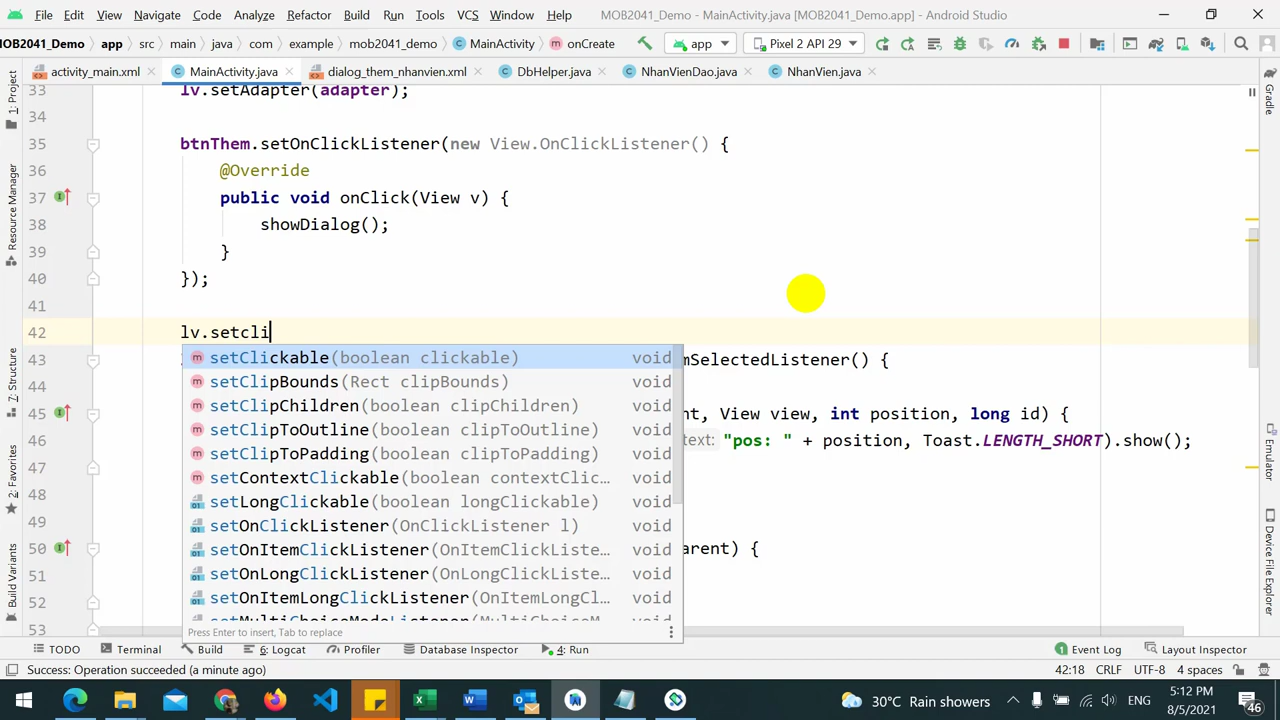 File Edit View Navigate Code Analyze Refactor Build Run Tools VCS Window Help MOB2041_Demo - MainActivity.java [MOB2041_Demo.app] - Android Studio
MOB2041_Demo app src main java com example mob2041_demo MainActivity onCreate app Pixel 2 API 29
activity_main.xml MainActivity.java dialog_them_nhanvien.xml DbHelper.java NhanVienDao.java NhanVien.java
33 lv.setAdapter(adapter);
34
35 btnThem.setOnClickListener(new View.OnClickListener() {
36 @Override
37 public void onClick(View v) {
38 showDialog();
39 }
40 });
41
42 lv.setcli
43 mSelectedListener() {
44
45 nt, View view, int position, long id) {
46 text: "pos: " + position, Toast.LENGTH_SHORT).show();
47
48
49
50 arent) {
51
52
53
setClickable(boolean clickable) void
setClipBounds(Rect clipBounds) void
setClipChildren(boolean clipChildren) void
setClipToOutline(boolean clipToOutline) void
setClipToPadding(boolean clipToPadding) void
setContextClickable(boolean contextClic… void
setLongClickable(boolean longClickable) void
setOnClickListener(OnClickListener l) void
setOnItemClickListener(OnItemClickListe… void
setOnLongClickListener(OnLongClickListe… void
setOnItemLongClickListener(OnItemLongCl… void
setMultiChoiceModeListener(MultiChoiceM… void
Press Enter to insert, Tab to replace
1: Project
Resource Manager
7: Structure
2: Favorites
Build Variants
Gradle
Emulator
Device File Explorer
TODO Terminal Build 6: Logcat Profiler Database Inspector 4: Run 1 Event Log Layout Inspector
Success: Operation succeeded (a minute ago) 42:18 CRLF UTF-8 4 spaces
30°C Rain showers ENG 5:12 PM
8/5/2021 46